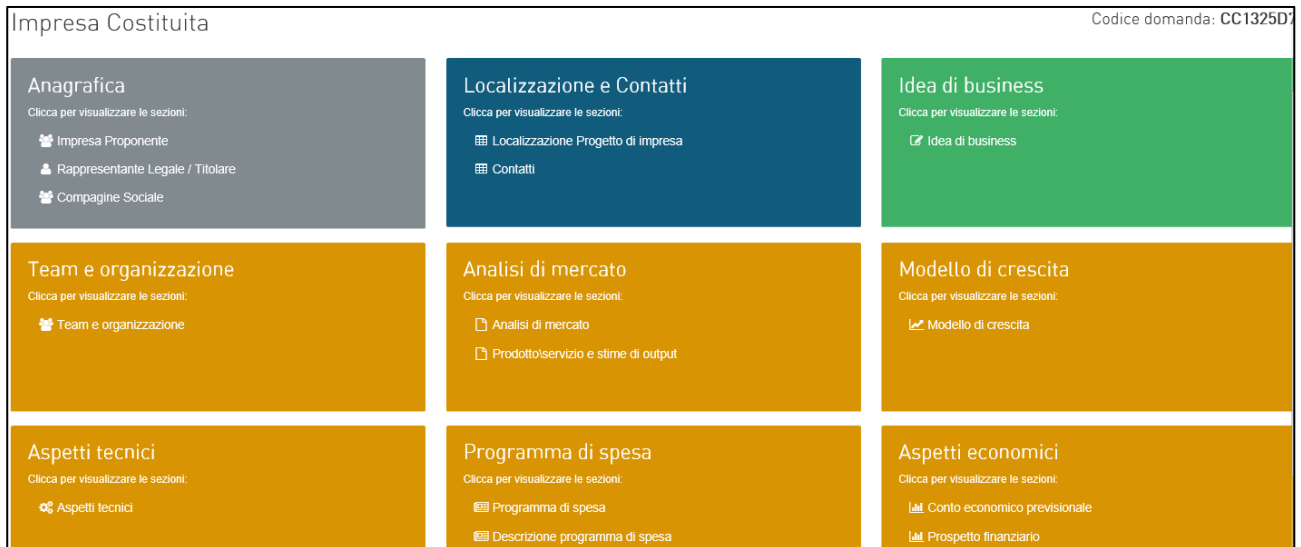 Impresa Costituita
Codice domanda: CC1325D7
Anagrafica
Clicca per visualizzare le sezioni:
Impresa Proponente
Rappresentante Legale / Titolare
Compagine Sociale
Localizzazione e Contatti
Clicca per visualizzare le sezioni:
Localizzazione Progetto di impresa
Contatti
Idea di business
Clicca per visualizzare le sezioni:
Idea di business
Team e organizzazione
Clicca per visualizzare le sezioni:
Team e organizzazione
Analisi di mercato
Clicca per visualizzare le sezioni:
Analisi di mercato
Prodotto\servizio e stime di output
Modello di crescita
Clicca per visualizzare le sezioni:
Modello di crescita
Aspetti tecnici
Clicca per visualizzare le sezioni:
Aspetti tecnici
Programma di spesa
Clicca per visualizzare le sezioni:
Programma di spesa
Descrizione programma di spesa
Aspetti economici
Clicca per visualizzare le sezioni:
Conto economico previsionale
Prospetto finanziario